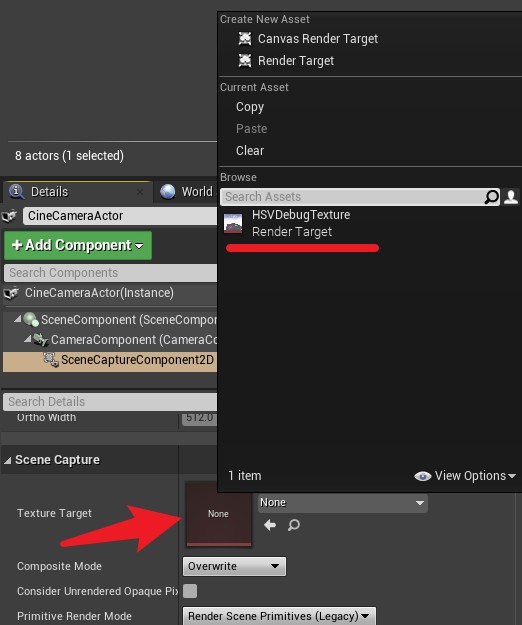 Create New Asset
Canvas Render Target
Render Target
Current Asset
Copy
Paste
Clear
Browse
Search Assets
HSVDebugTexture
Render Target
1 item
View Options
8 actors (1 selected)
Details
World
CineCameraActor
+ Add Component
Search Components
CineCameraActor(Instance)
SceneComponent (SceneCompor
CameraComponent (CameraCo
SceneCaptureComponent2D
Search Details
Ortho Width
512.0
Scene Capture
Texture Target
None
None
Composite Mode
Overwrite
Consider Unrendered Opaque Pix
Primitive Render Mode
Render Scene Primitives (Legacy)